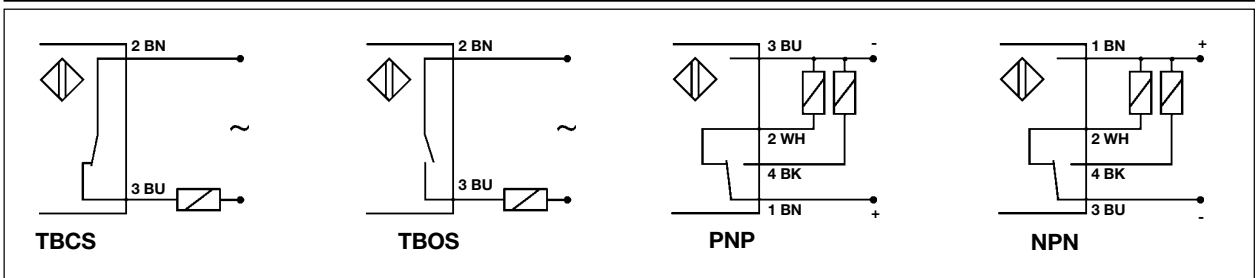 2 BN
~
3 BU
TBCS
2 BN
~
3 BU
TBOS
3 BU -
2 WH
4 BK
1 BN +
PNP
1 BN +
2 WH
4 BK
3 BU -
NPN